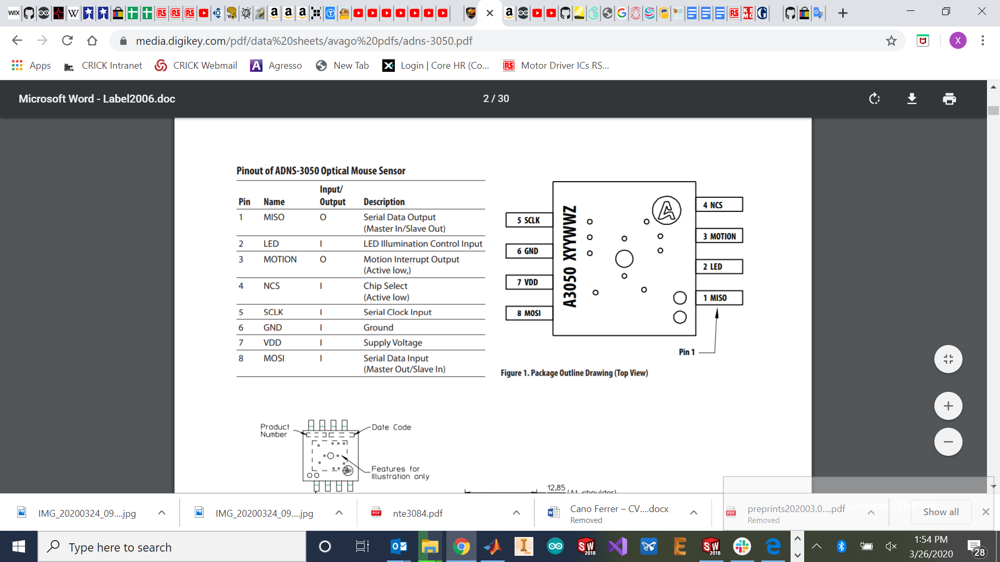 media.digikey.com/pdf/data%20sheets/avago%20pdfs/adns-3050.pdf
X
Apps
CRICK Intranet
CRICK Webmail
Agresso
New Tab
Login | Core HR (Co...
Motor Driver ICs RS...
Microsoft Word - Label2006.doc
2 / 30
Pinout of ADNS-3050 Optical Mouse Sensor
Pin Name Input/ Output Description
1 MISO O Serial Data Output
(Master In/Slave Out)
2 LED I LED Illumination Control Input
3 MOTION O Motion Interrupt Output
(Active low,)
4 NCS I Chip Select
(Active low)
5 SCLK I Serial Clock Input
6 GND I Ground
7 VDD I Supply Voltage
8 MOSI I Serial Data Input
(Master Out/Slave In)
A3050 XYYWWZ
5 SCLK
6 GND
7 VDD
8 MOSI
4 NCS
3 MOTION
2 LED
1 MISO
Pin 1
Figure 1. Package Outline Drawing (Top View)
Product
Number
Date Code
Features for
Illustration only
12.85
(At shoulder)
IMG_20200324_09....jpg
IMG_20200324_09....jpg
nte3084.pdf
Cano Ferrer – CV....docx
Removed
preprints202003.0....pdf
Removed
Show all
Type here to search
1:54 PM
3/26/2020
28